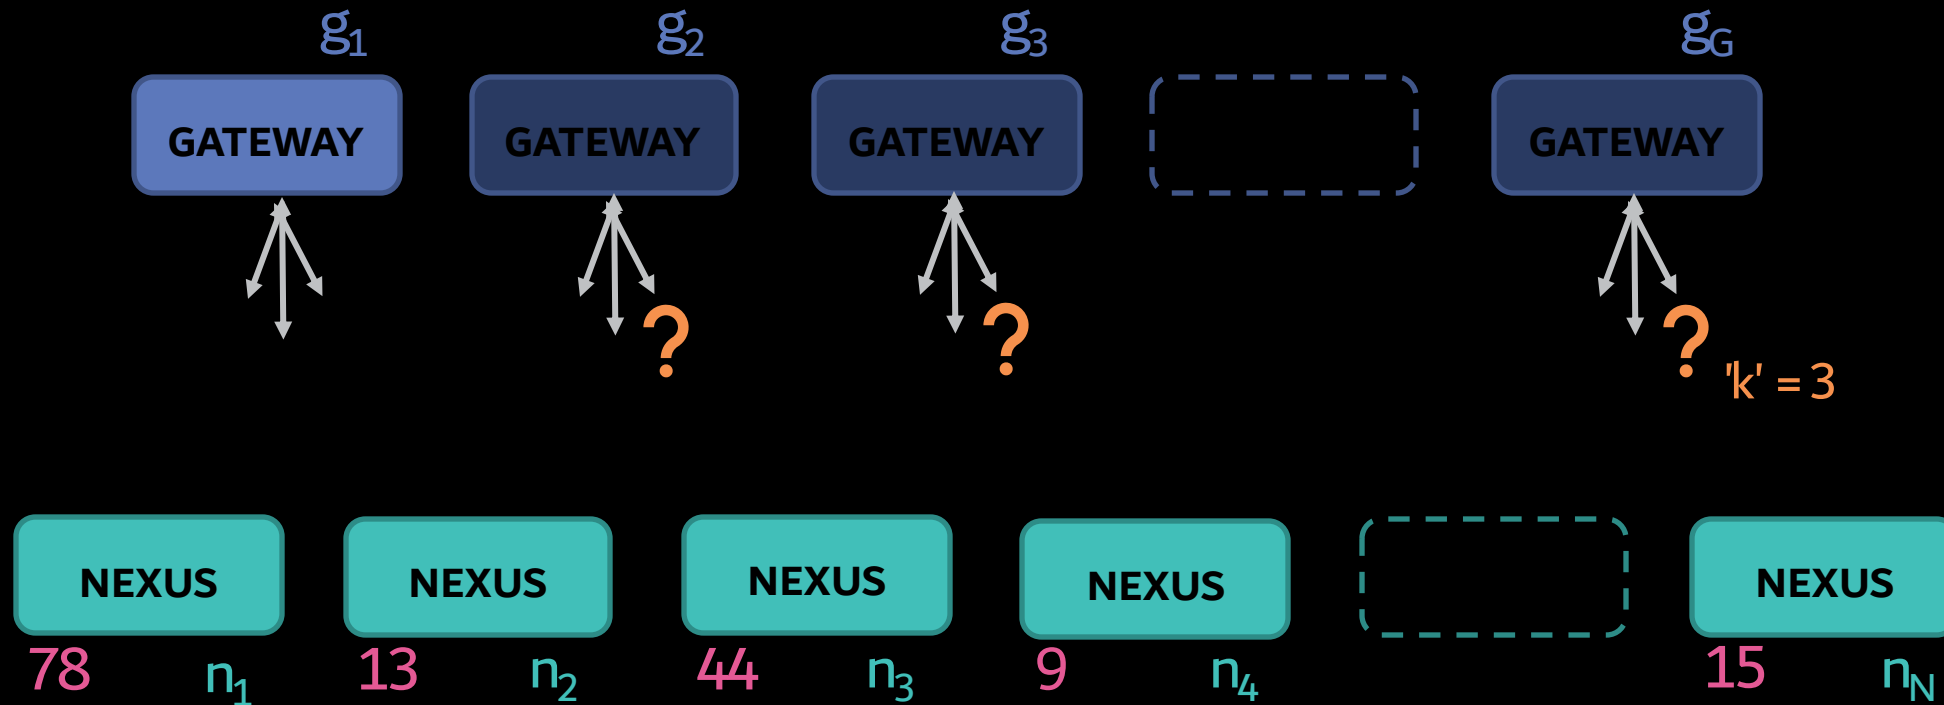 g1 g2 g3 gG
GATEWAY GATEWAY GATEWAY GATEWAY
? ? ? 'k' = 3
NEXUS NEXUS NEXUS NEXUS NEXUS
78 n1 13 n2 44 n3 9 n4 15 nN